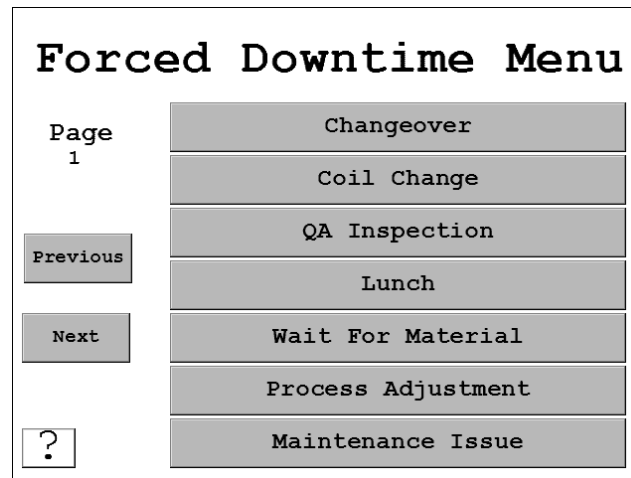 Forced Downtime Menu
Page
1
Previous
Next
?
Changeover
Coil Change
QA Inspection
Lunch
Wait For Material
Process Adjustment
Maintenance Issue